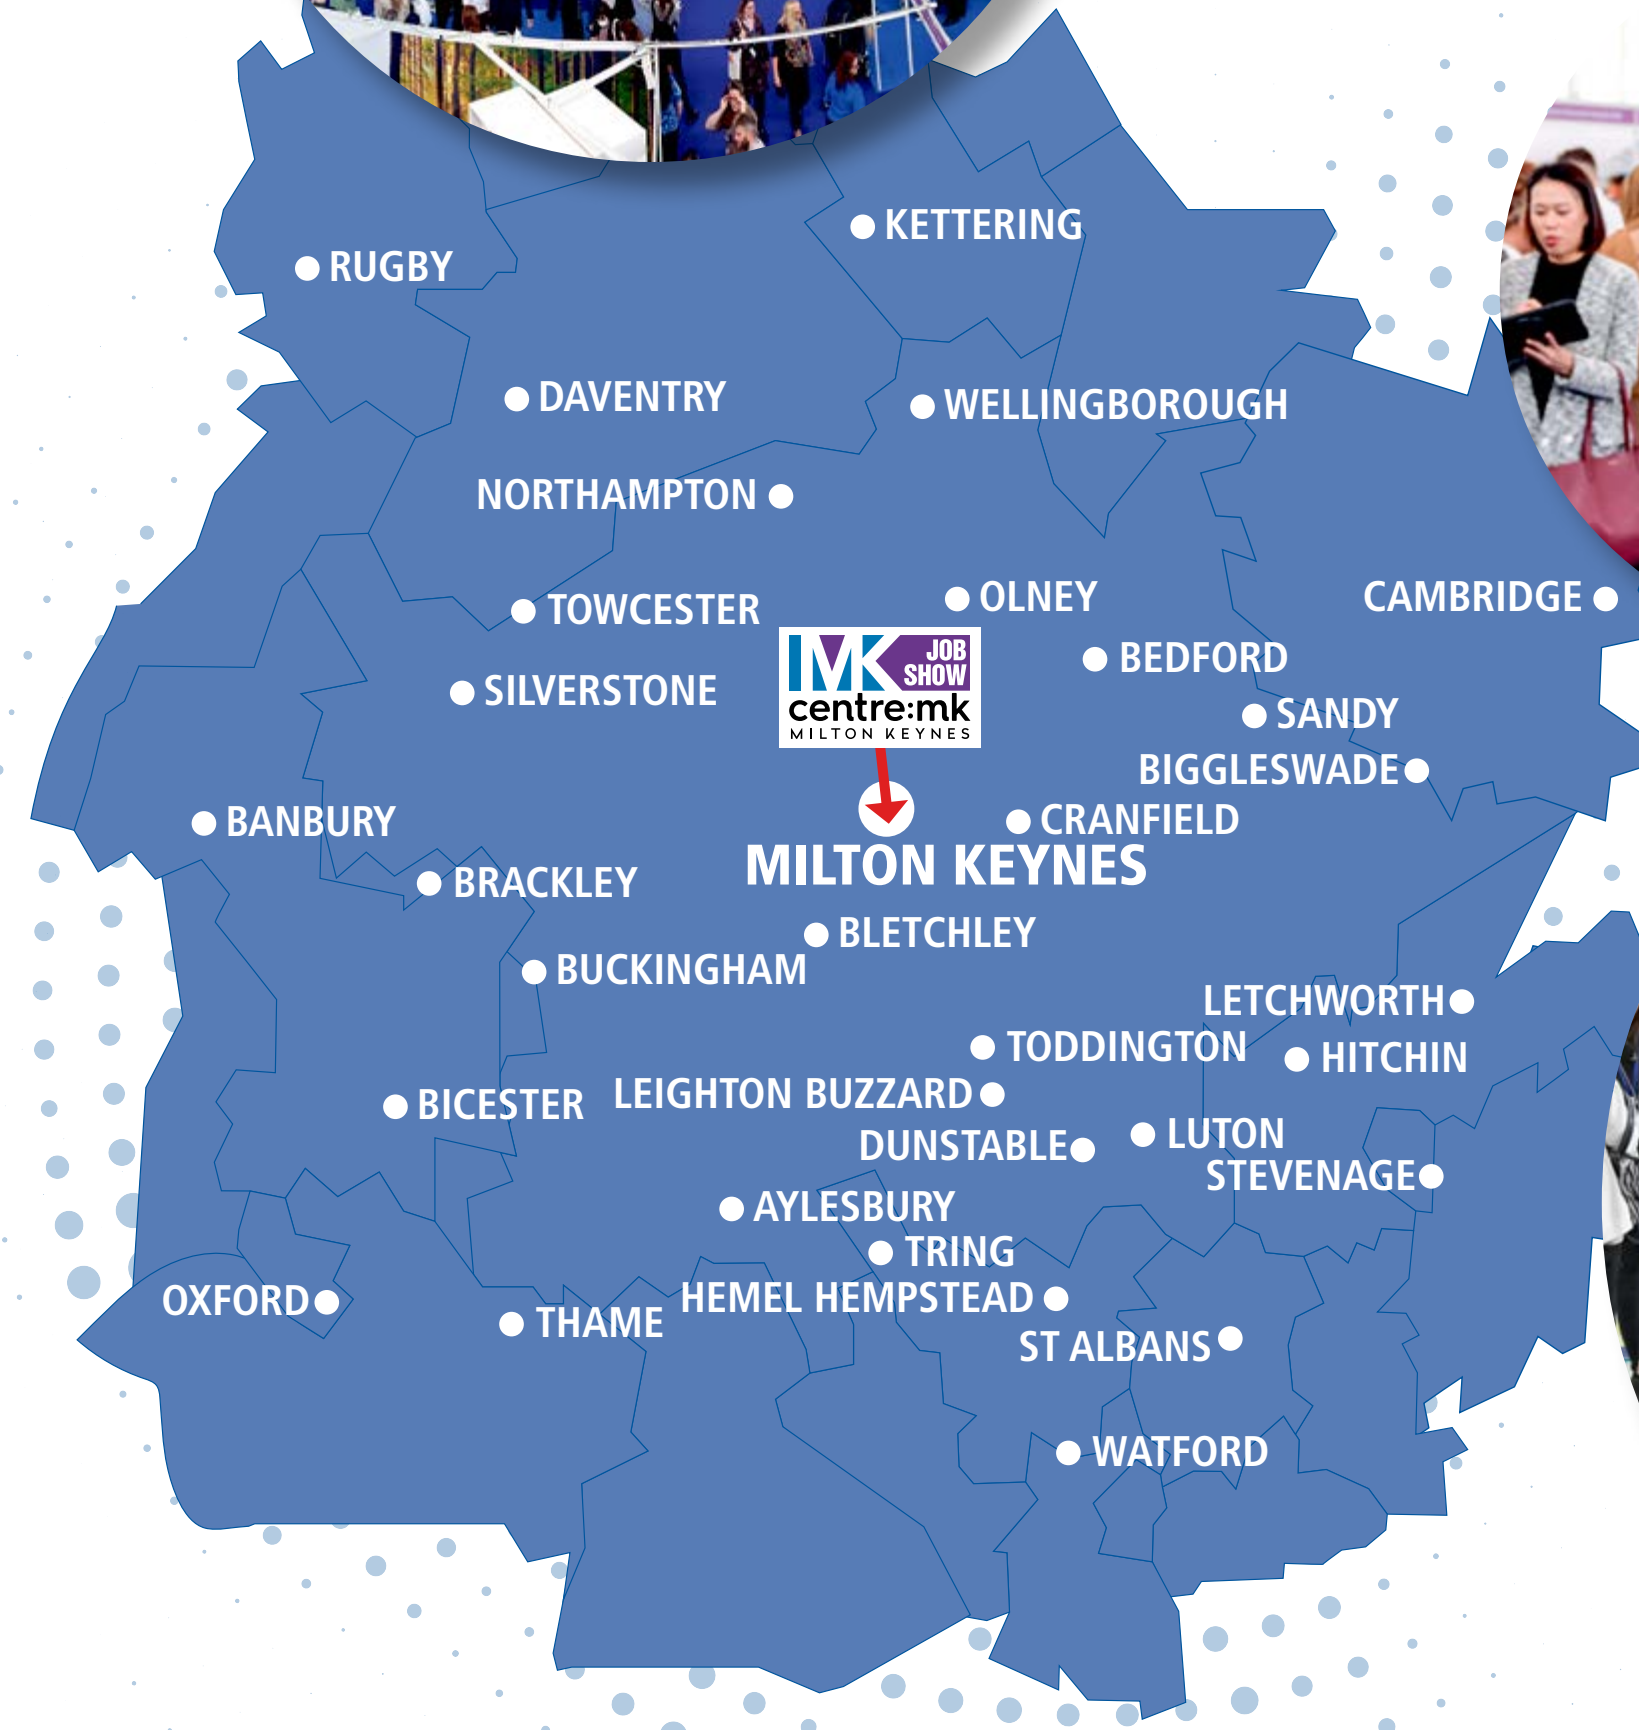 KETTERING
RUGBY
DAVENTRY
WELLINGBOROUGH
NORTHAMPTON
OLNEY
CAMBRIDGE
TOWCESTER
MK JOB
SHOW
centre:mk
MILTON KEYNES
BEDFORD
SILVERSTONE
SANDY
BIGGLESWADE
BANBURY
CRANFIELD
MILTON KEYNES
BRACKLEY
BLETCHLEY
BUCKINGHAM
LETCHWORTH
TODDINGTON
HITCHIN
LEIGHTON BUZZARD
BICESTER
LUTON
DUNSTABLE
STEVENAGE
AYLESBURY
TRING
HEMEL HEMPSTEAD
OXFORD
THAME
ST ALBANS
WATFORD